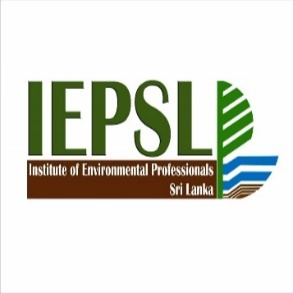 IEPSL
Institute of Environmental Professionals
Sri Lanka